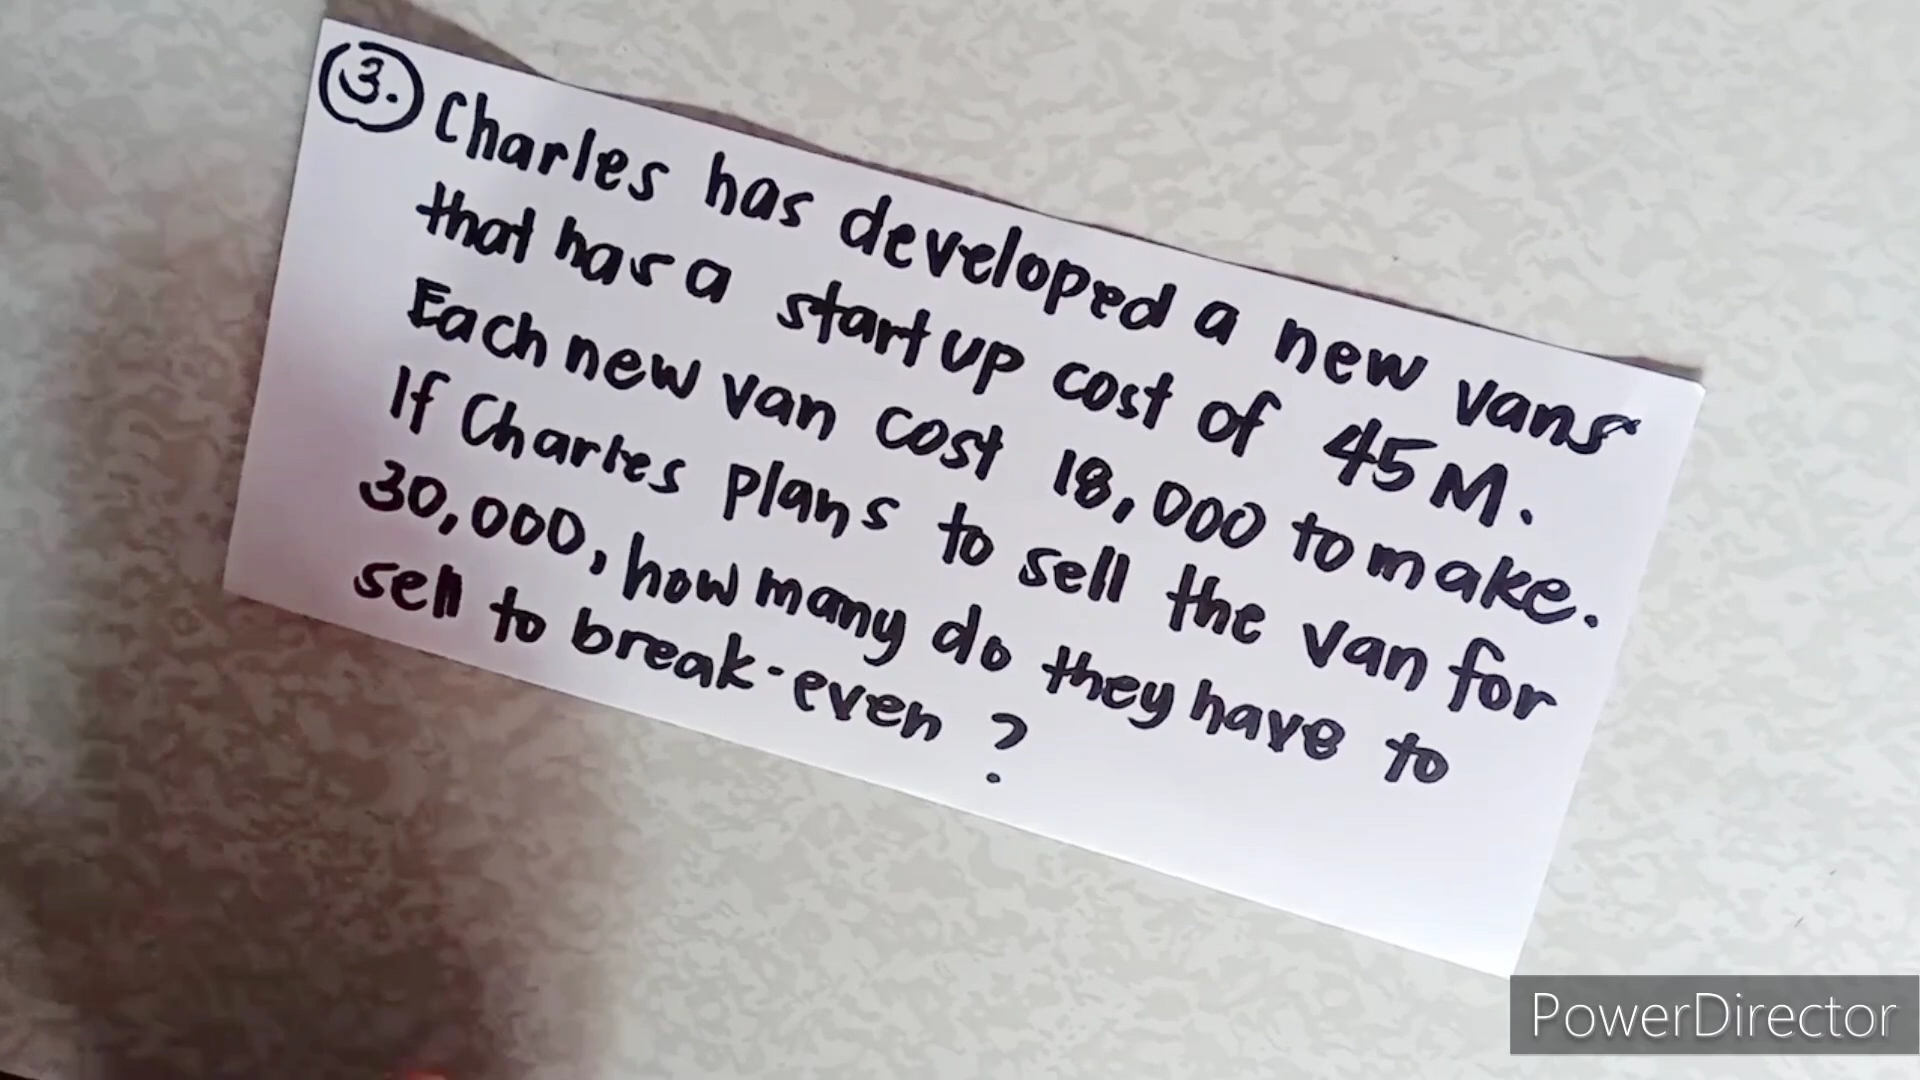 3. Charles has developed a new vans
that has a start up cost of 45 M.
Each new van cost 18,000 to make.
If Charles plans to sell the van for
30,000, how many do they have to
sell to break-even ?
PowerDirector